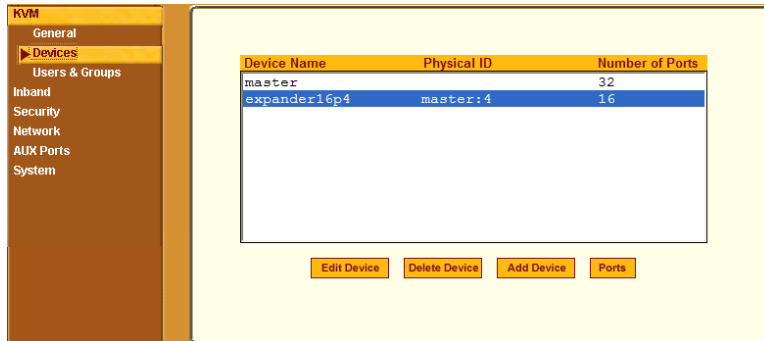 KVM
General
Devices
Users & Groups
Inband
Security
Network
AUX Ports
System
Device Name Physical ID Number of Ports
master 32
expander16p4 master:4 16
Edit Device Delete Device Add Device Ports